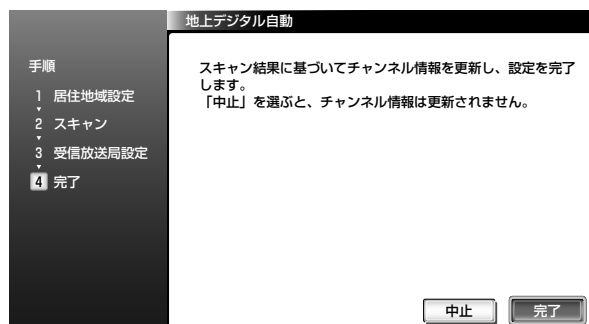 地上デジタル自動
手順
1 居住地域設定
2 スキャン
3 受信放送局設定
4 完了
スキャン結果に基づいてチャンネル情報を更新し、設定を完了
します。
「中止」を選ぶと、チャンネル情報は更新されません。
中止
完了